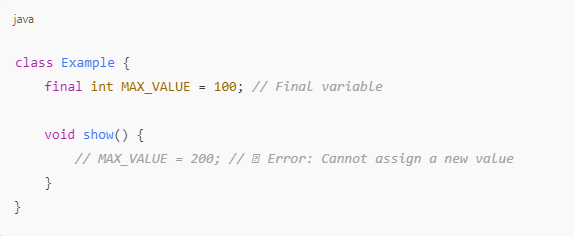 java
class Example {
    final int MAX_VALUE = 100; // Final variable
    void show() {
        // MAX_VALUE = 200; // Error: Cannot assign a new value
    }
}